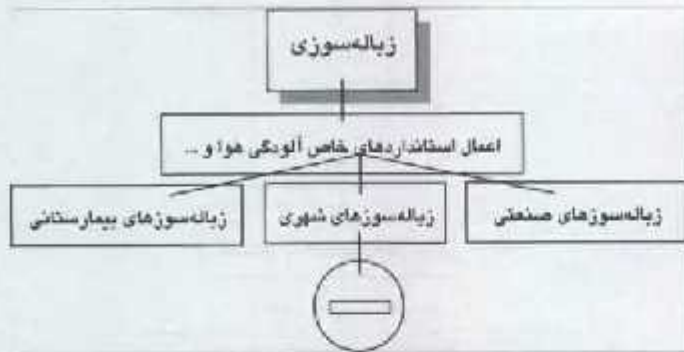 زباله‌سوزی
اعمال استانداردهای خاص آلودگی هوا و ...
زباله‌سوزهای صنعتی
زباله‌سوزهای شهری
زباله‌سوزهای بیمارستانی